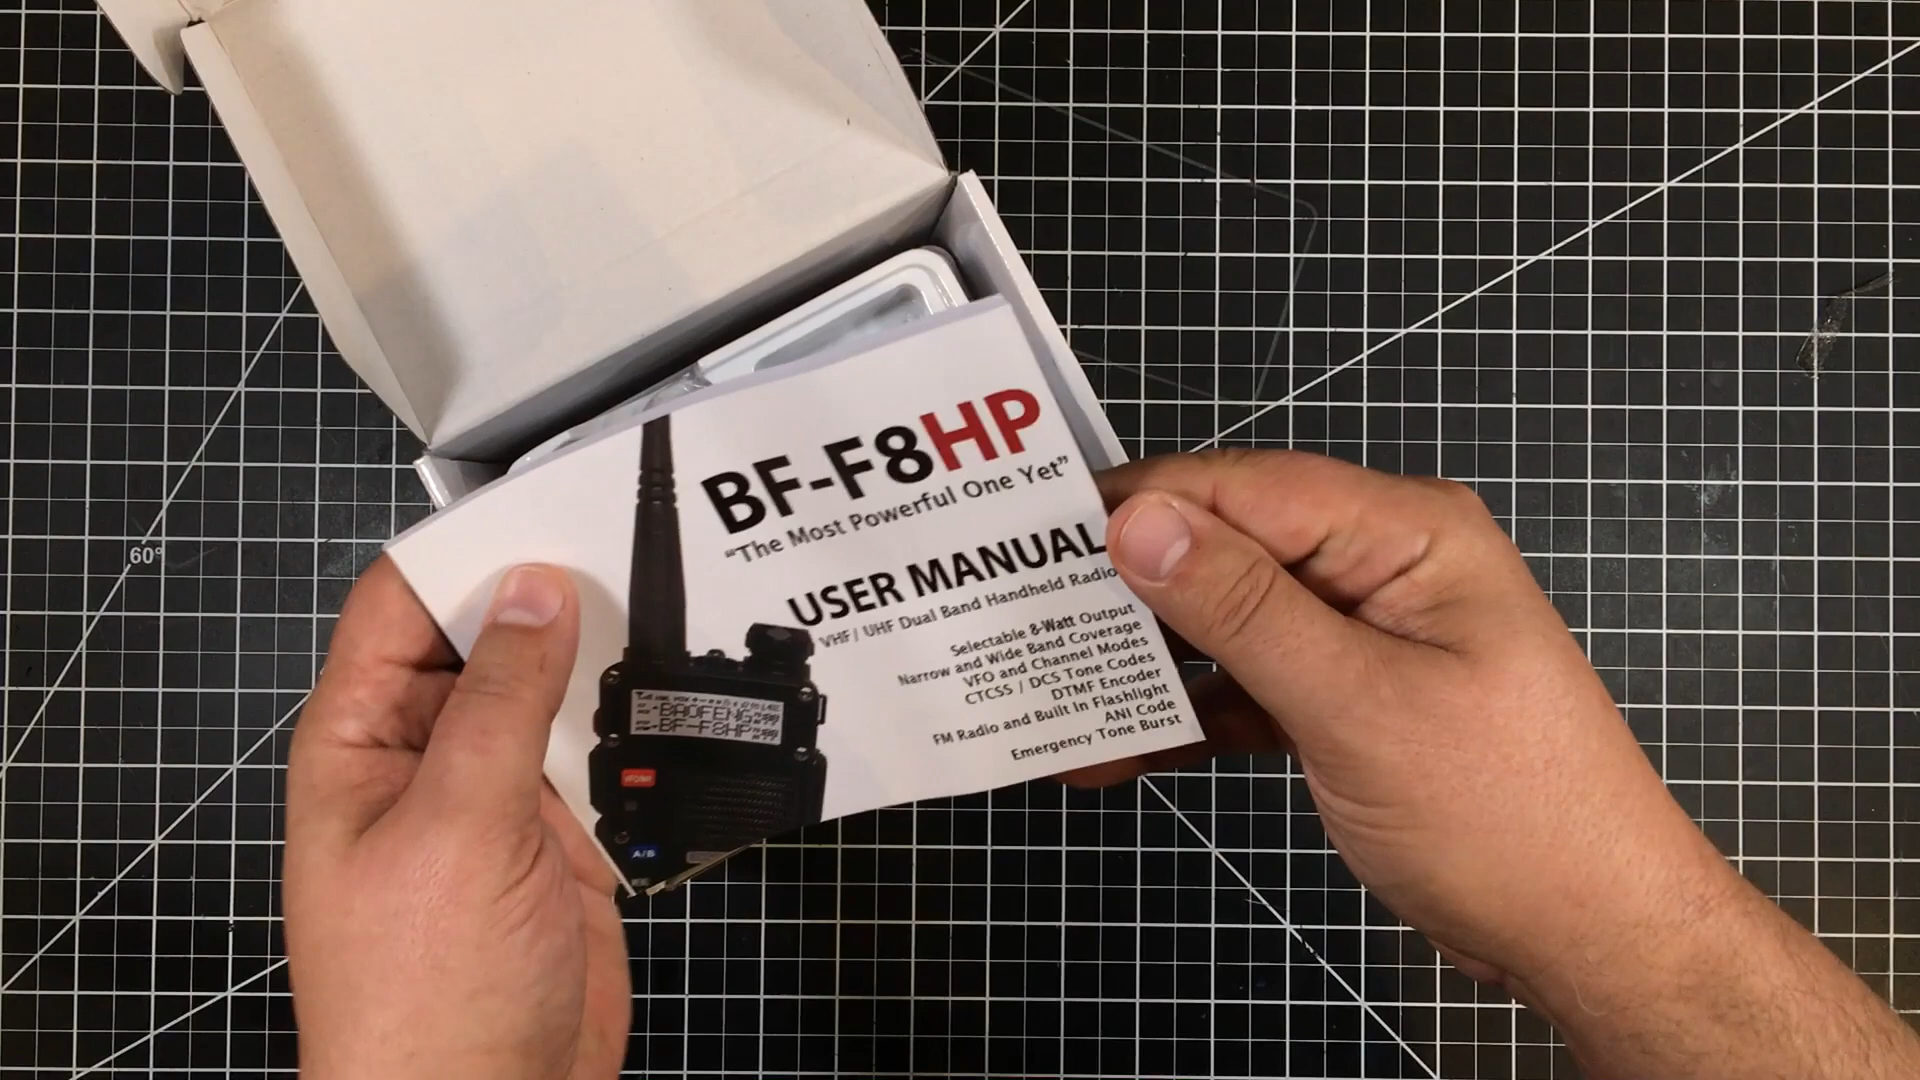 BF-F8HP
“The Most Powerful One Yet”
USER MANUAL
VHF/ UHF Dual Band Handheld Radio
Selectable 8-Watt Output
Narrow and Wide Band Coverage
VFO and Channel Modes
CTCSS / DCS Tone Codes
DTMF Encoder
FM Radio and Built In Flashlight
ANI Code
Emergency Tone Burst
BAOFENG
BF-F8HP
VFO/MR
A/B
60°